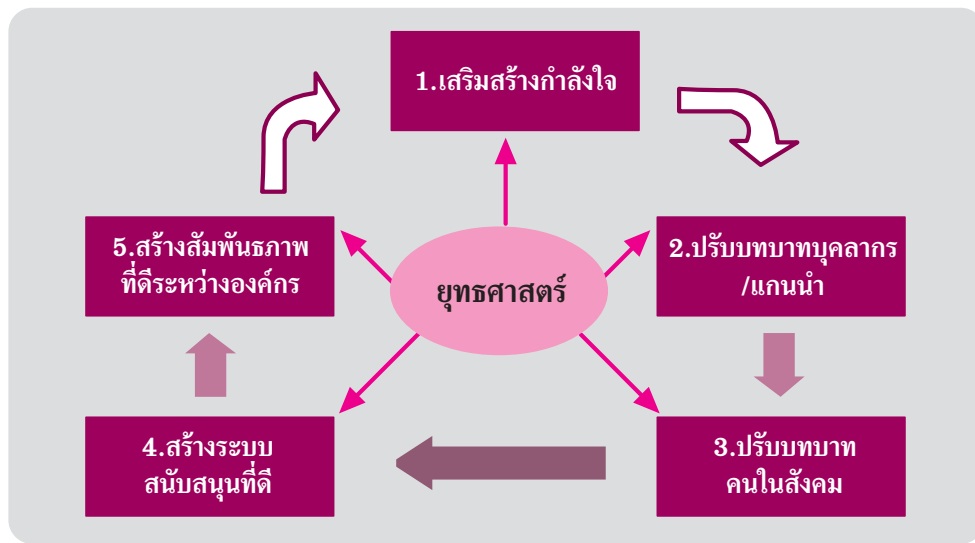 1.เสริมสร้างกำลังใจ
2.ปรับบทบาทบุคลากร
/แกนนำ
3.ปรับบทบาท
คนในสังคม
4.สร้างระบบ
สนับสนุนที่ดี
5.สร้างสัมพันธภาพ
ที่ดีระหว่างองค์กร
ยุทธศาสตร์